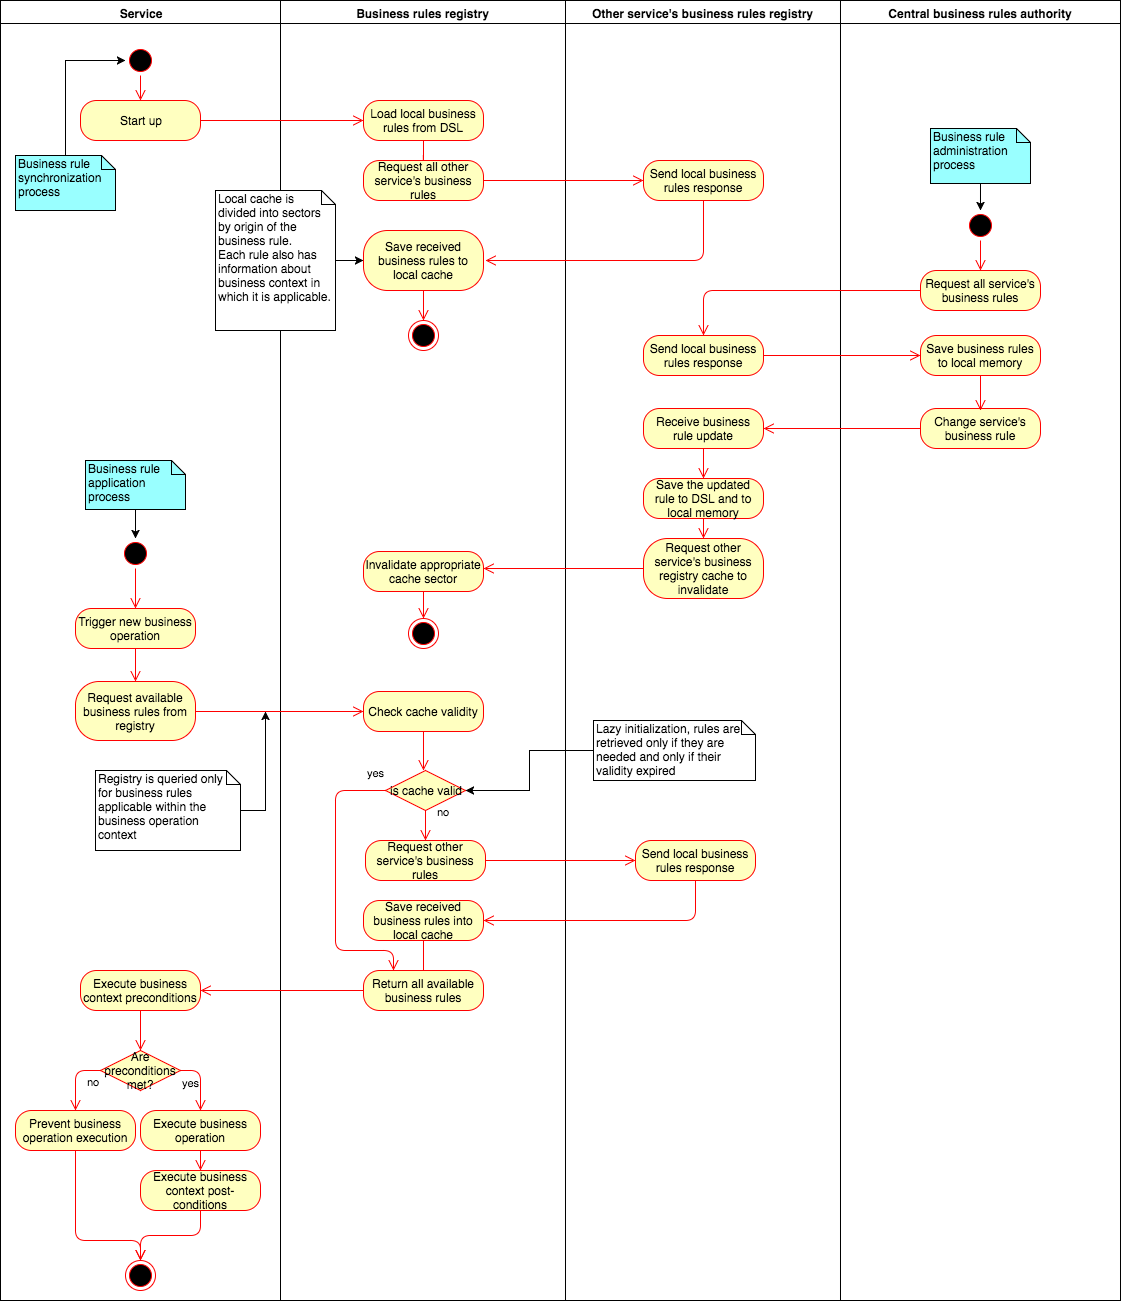 Service
Business rules registry
Other service's business rules registry
Central business rules authority
Start up
Business rule
synchronization
process
Load local business
rules from DSL
Request all other
service's business
rules
Send local business
rules response
Local cache is
divided into sectors
by origin of the
business rule.
Each rule also has
information about
business context in
which it is applicable.
Save received
business rules to
local cache
Business rule
administration
process
Request all service's
business rules
Send local business
rules response
Save business rules
to local memory
Receive business
rule update
Change service's
business rule
Save the updated
rule to DSL and to
local memory
Request other
service's business
registry cache to
invalidate
Invalidate appropriate
cache sector
Business rule
application
process
Trigger new business
operation
Request available
business rules from
registry
Check cache validity
Registry is queried only
for business rules
applicable within the
business operation
context
Lazy initialization, rules are
retrieved only if they are
needed and only if their
validity expired
yes
is cache valid
no
Request other
service's business
rules
Send local business
rules response
Save received
business rules into
local cache
Return all available
business rules
Execute business
context preconditions
Are
preconditions
met?
no
yes
Prevent business
operation execution
Execute business
operation
Execute business
context post-
conditions